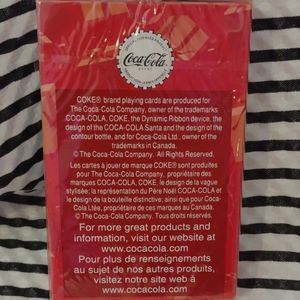 Coca-Cola
COKE® brand playing cards are produced for
The Coca-Cola Company, owner of the trademarks
COCA-COLA, COKE, the Dynamic Ribbon device, the
design of the COCA-COLA Santa and the design of the
contour bottle, and for Coca-Cola Ltd., owner of the
trademarks in Canada.
© The Coca-Cola Company. All Rights Reserved.
Les cartes à jouer de marque COKE® sont produites
pour The Coca-Cola Company, propriétaire des
marques COCA-COLA, COKE, le design de la vague
stylisée; la représentation du Père Noël COCA-COLA et
le design de la bouteille distinctive; ainsi que pour Coca-
Cola Ltée, propriétaire de ces marques au Canada.
© The Coca-Cola Company. Tous droits réservés.
For more great products and
information, visit our website at
www.cocacola.com
Pour plus de renseignements
au sujet de nos autres produits,
visitez notre site web à
www.cocacola.com